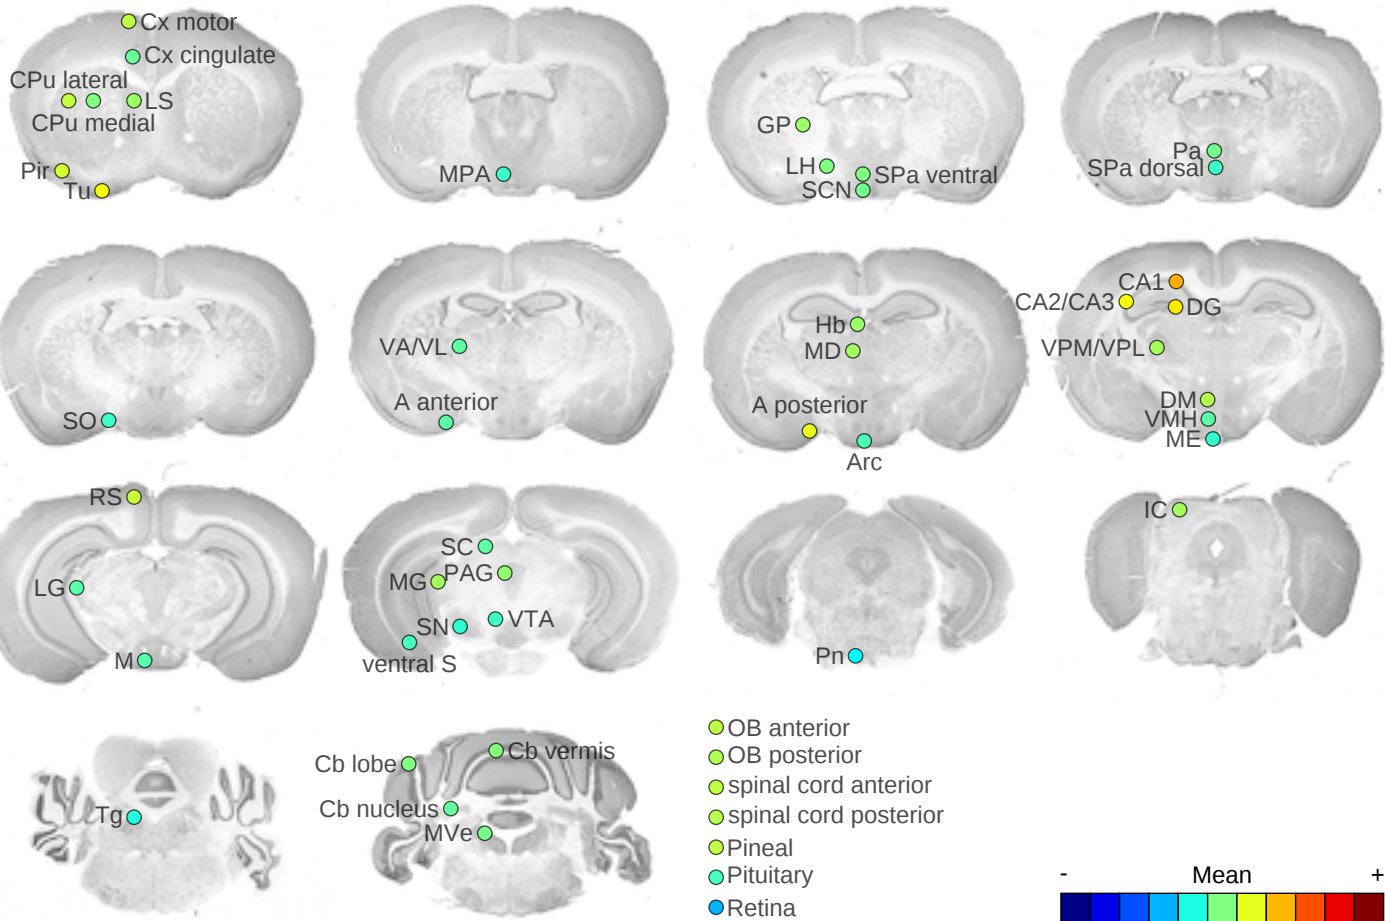 Cx motor
Cx cingulate
CPu lateral
LS
CPu medial
Pir
Tu
MPA
GP
LH
SPa ventral
SCN
Pa
SPa dorsal
SO
VA/VL
A anterior
Hb
MD
A posterior
Arc
CA1
CA2/CA3
DG
VPM/VPL
DM
VMH
ME
RS
LG
M
SC
MG
PAG
SN
VTA
ventral S
Pn
IC
Tg
Cb lobe
Cb vermis
Cb nucleus
MVe
OB anterior
OB posterior
spinal cord anterior
spinal cord posterior
Pineal
Pituitary
Retina
- Mean +